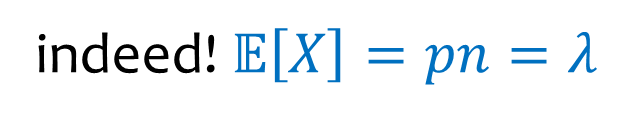 indeed! 𝔼[𝑋] = 𝑝𝑛 = 𝜆